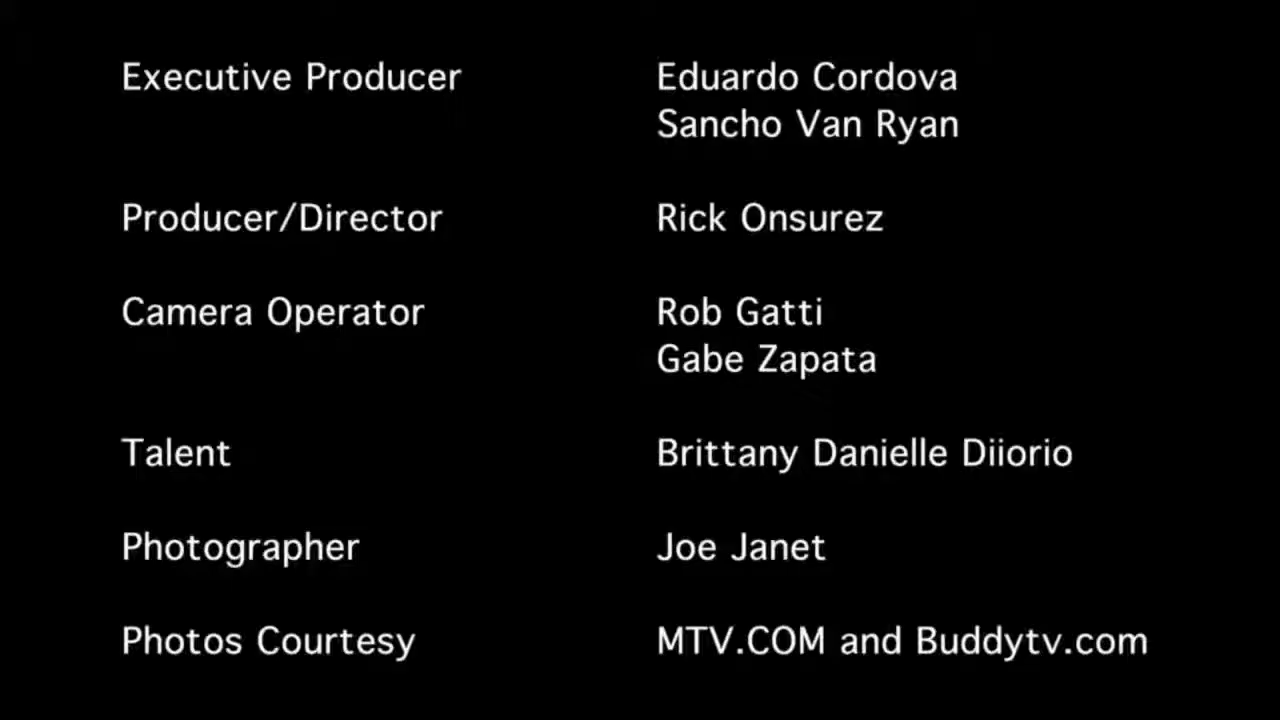 Executive Producer Eduardo Cordova
Sancho Van Ryan
Producer/Director Rick Onsurez
Camera Operator Rob Gatti
Gabe Zapata
Talent Brittany Danielle Diiorio
Photographer Joe Janet
Photos Courtesy MTV.COM and Buddytv.com